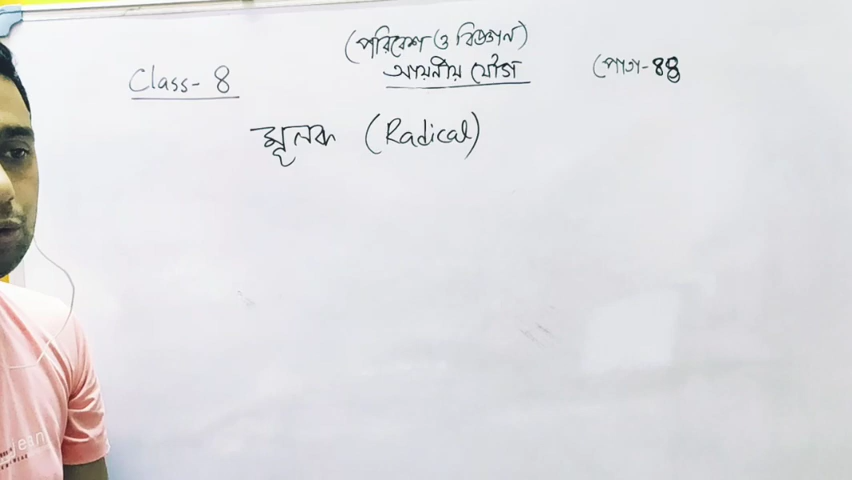 (পরিবেশ ও বিজ্ঞান)
Class- 8
আয়নীয় যৌগ
(পাতা-88
মূলক (Radical)